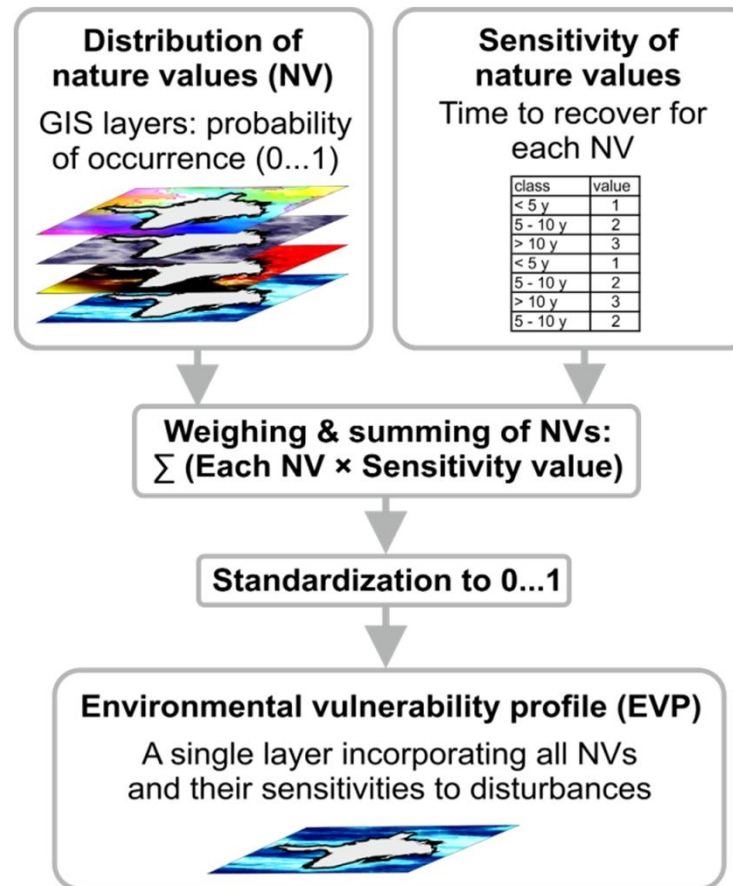 Distribution of
nature values (NV)
GIS layers: probability
of occurrence (0...1)
Sensitivity of
nature values
Time to recover for
each NV
class value
< 5 y 1
5 - 10 y 2
> 10 y 3
< 5 y 1
5 - 10 y 2
> 10 y 3
5 - 10 y 2
Weighing & summing of NVs:
∑ (Each NV × Sensitivity value)
Standardization to 0...1
Environmental vulnerability profile (EVP)
A single layer incorporating all NVs
and their sensitivities to disturbances